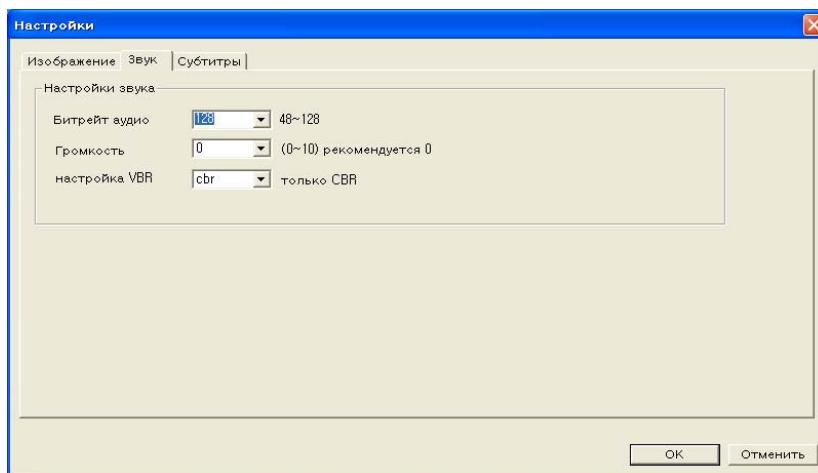 Настройки
Изображение Звук Субтитры
Настройки звука
Битрейт аудио 128 48~128
Громкость 0 (0~10) рекомендуется 0
настройка VBR cbr только CBR
OK Отменить